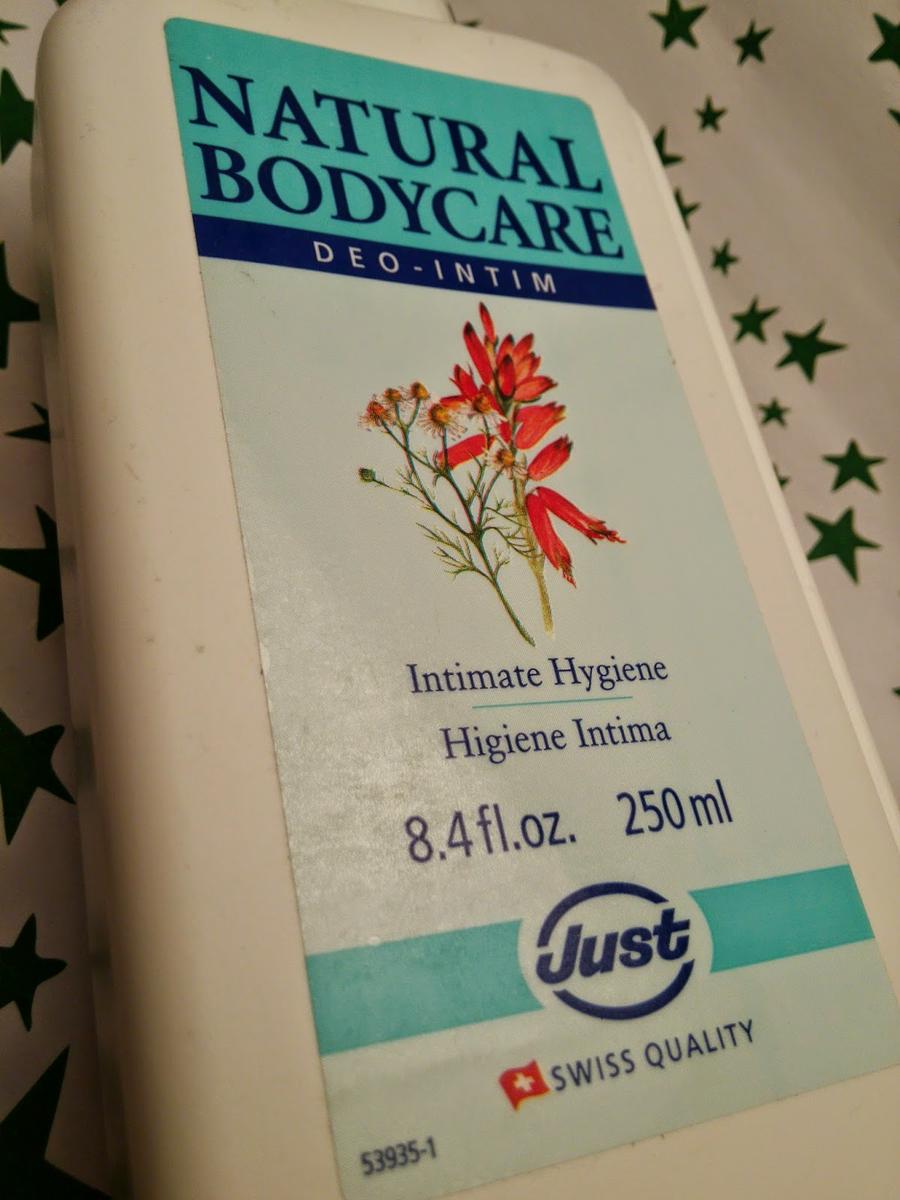 NATURAL
BODYCARE
DEO-INTIM
Intimate Hygiene
Higiene Intima
8.4 fl.oz. 250 ml
Just
SWISS QUALITY
53935-1